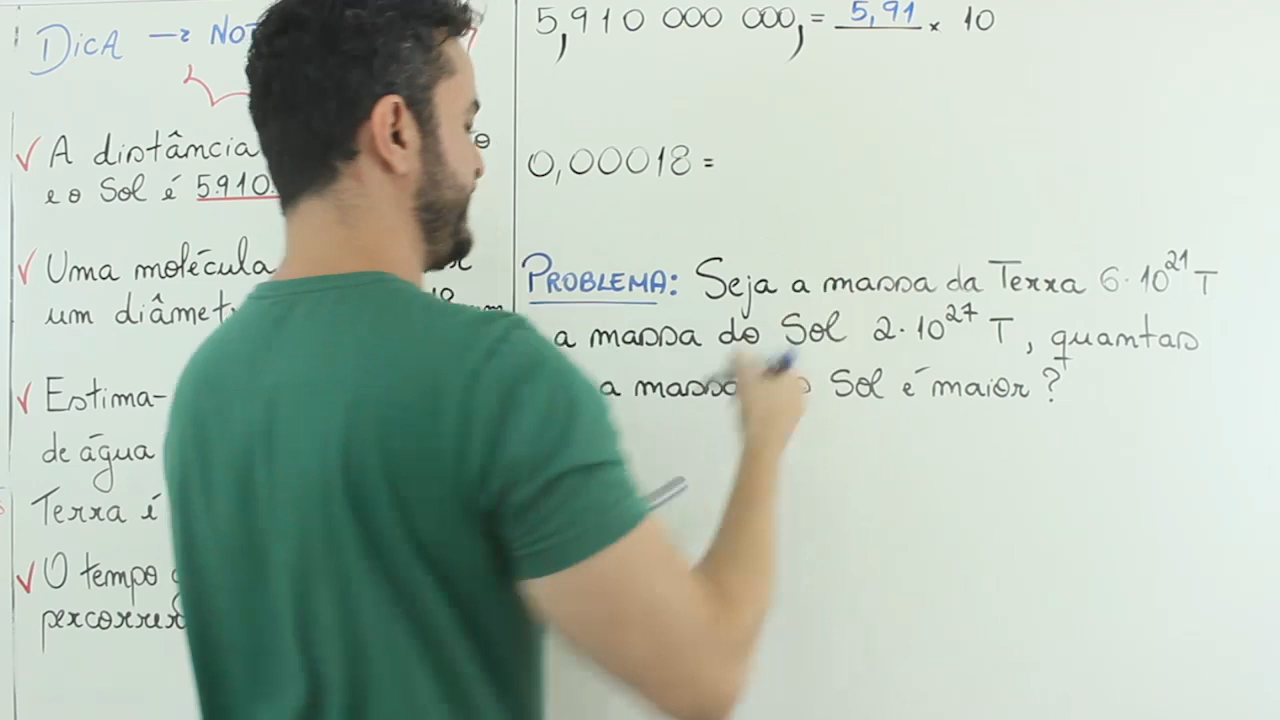 DICA → NOT
✓ A distância
e o Sol é 5.910.
✓ Uma molécula
um diâmet
✓ Estima-
de água
Terra é
✓ O tempo
percorrer
5,910 000 000, = 5,91 × 10
0,00018 =
PROBLEMA: Seja a massa da Terra 6·10²¹ T
a massa do Sol 2·10²⁷ T, quantas
a massa Sol é maior?